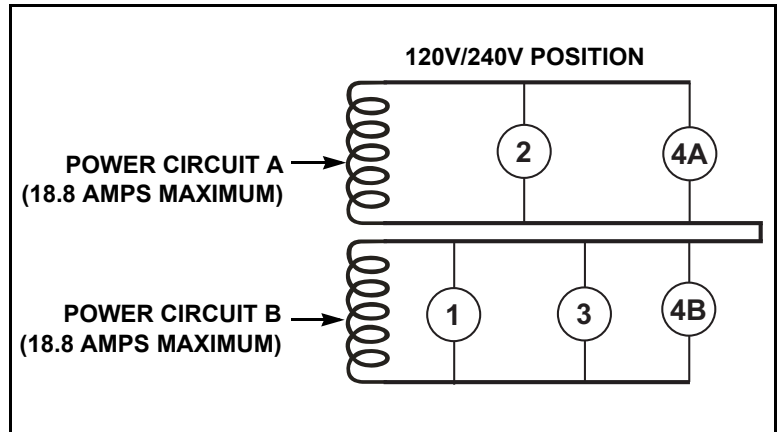 120V/240V POSITION
POWER CIRCUIT A
(18.8 AMPS MAXIMUM)
2
4A
POWER CIRCUIT B
(18.8 AMPS MAXIMUM)
1
3
4B